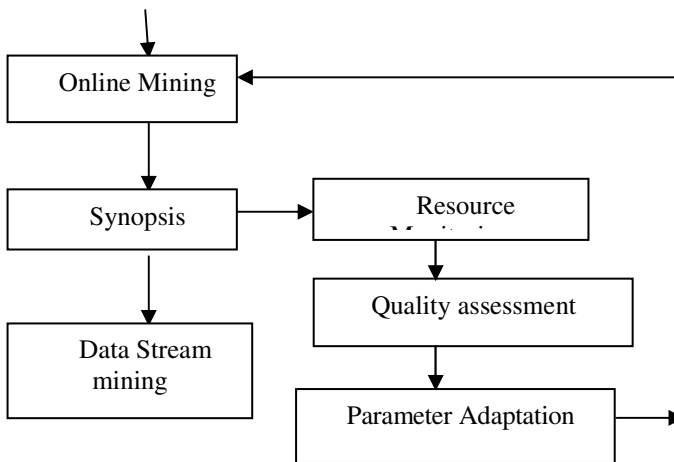 Online Mining
Synopsis
Resource
Quality assessment
Data Stream
mining
Parameter Adaptation